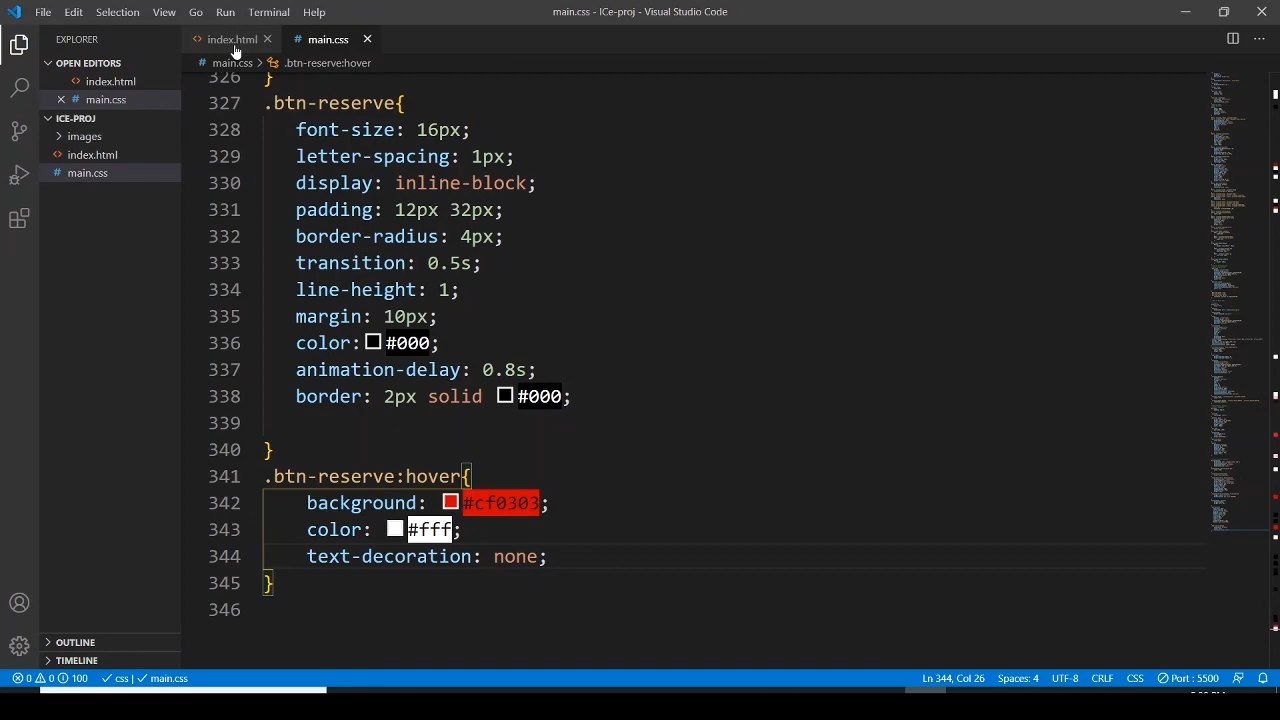 File Edit Selection View Go Run Terminal Help main.css - ICe-proj - Visual Studio Code
EXPLORER
index.html
main.css
OPEN EDITORS
main.css > .btn-reserve:hover
index.html
main.css
ICE-PROJ
images
index.html
main.css
OUTLINE
TIMELINE
326 }
327 .btn-reserve{
328 font-size: 16px;
329 letter-spacing: 1px;
330 display: inline-block;
331 padding: 12px 32px;
332 border-radius: 4px;
333 transition: 0.5s;
334 line-height: 1;
335 margin: 10px;
336 color: #000;
337 animation-delay: 0.8s;
338 border: 2px solid #000;
339
340 }
341 .btn-reserve:hover{
342 background: #cf0303;
343 color: #fff;
344 text-decoration: none;
345 }
346
0 0 100 css | main.css Ln 344, Col 26 Spaces: 4 UTF-8 CRLF CSS Port : 5500